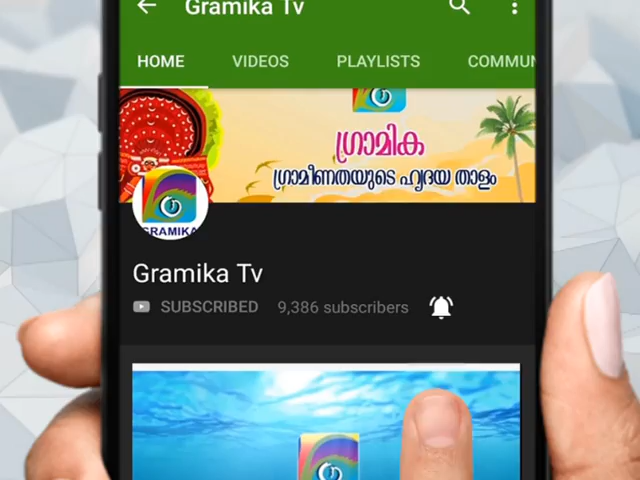 Gramika Tv
HOME VIDEOS PLAYLISTS COMMUN
ഗ്രാമിക
ഗ്രാമീണതയുടെ ഹൃദയ താളം
GRAMIKA
Gramika Tv
SUBSCRIBED 9,386 subscribers